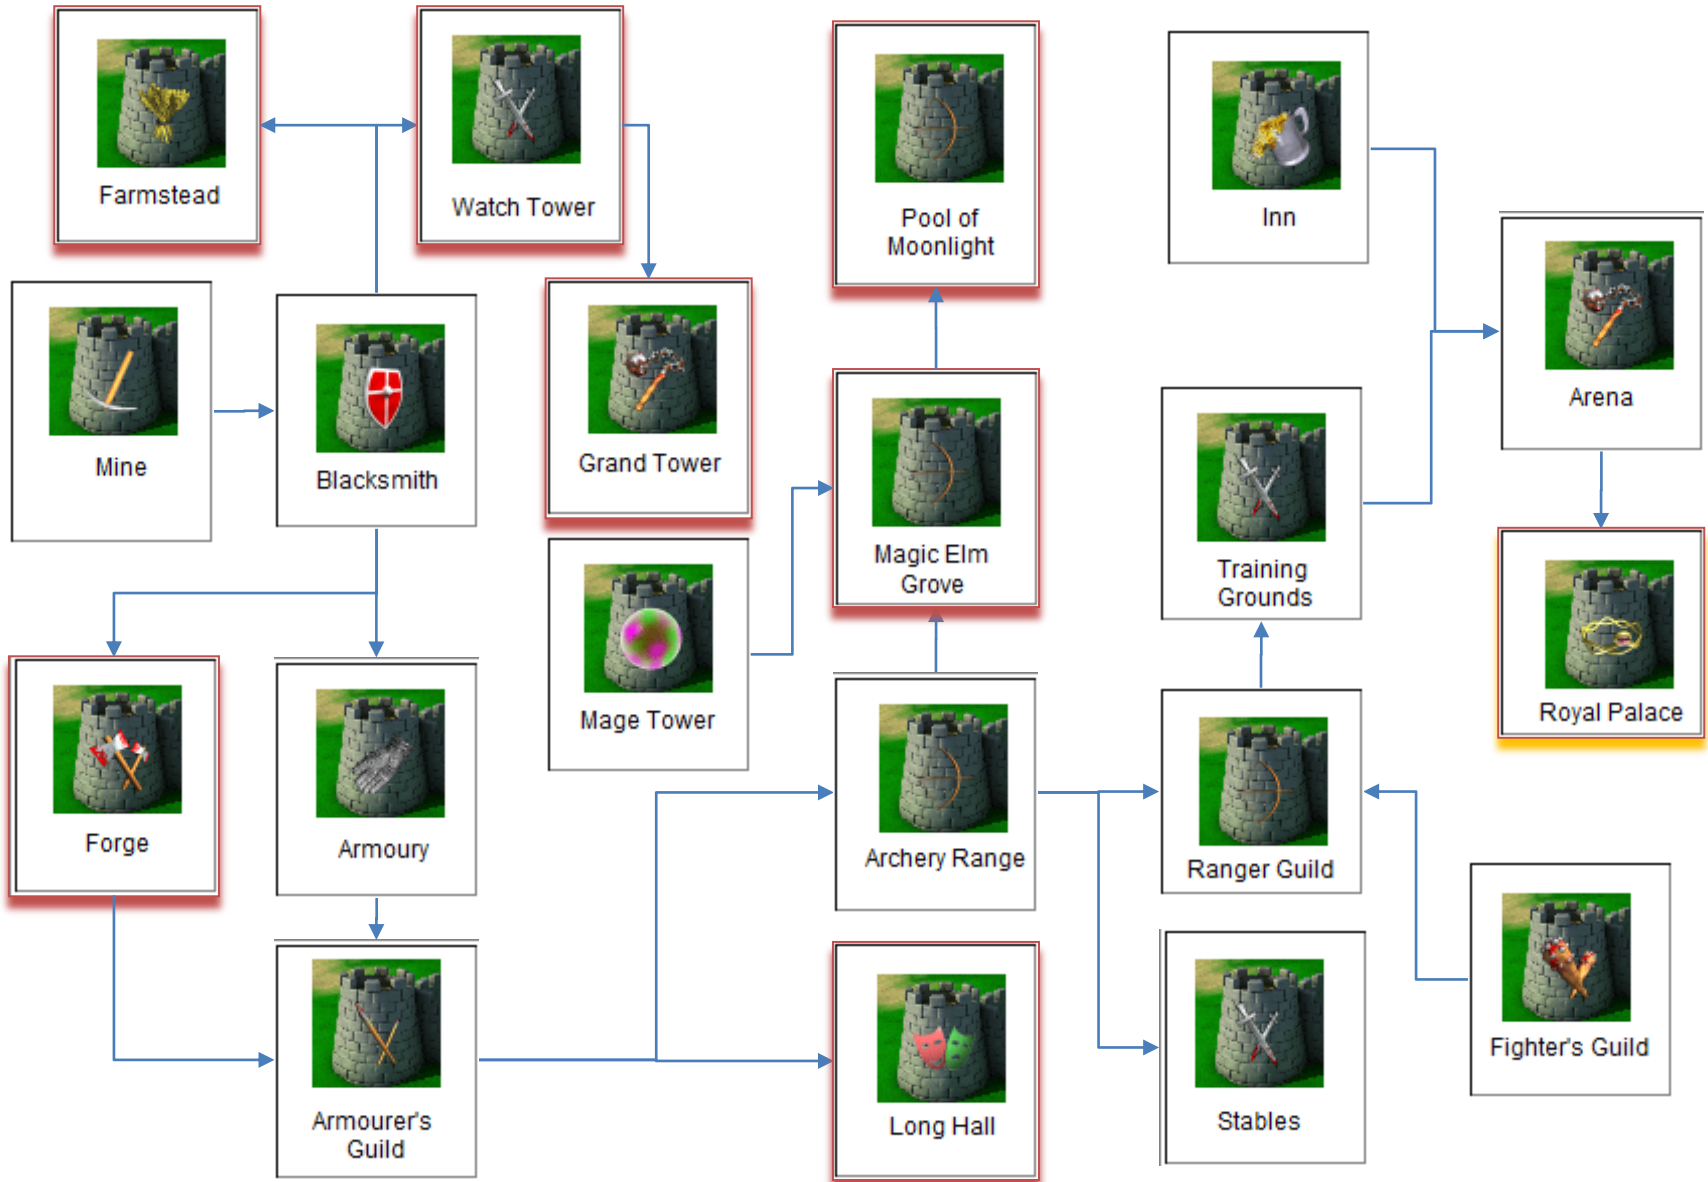 Farmstead
Watch Tower
Pool of
Moonlight
Inn
Mine
Blacksmith
Grand Tower
Magic Elm
Grove
Training
Grounds
Arena
Forge
Armoury
Mage Tower
Archery Range
Ranger Guild
Royal Palace
Armourer's
Guild
Long Hall
Stables
Fighter's Guild